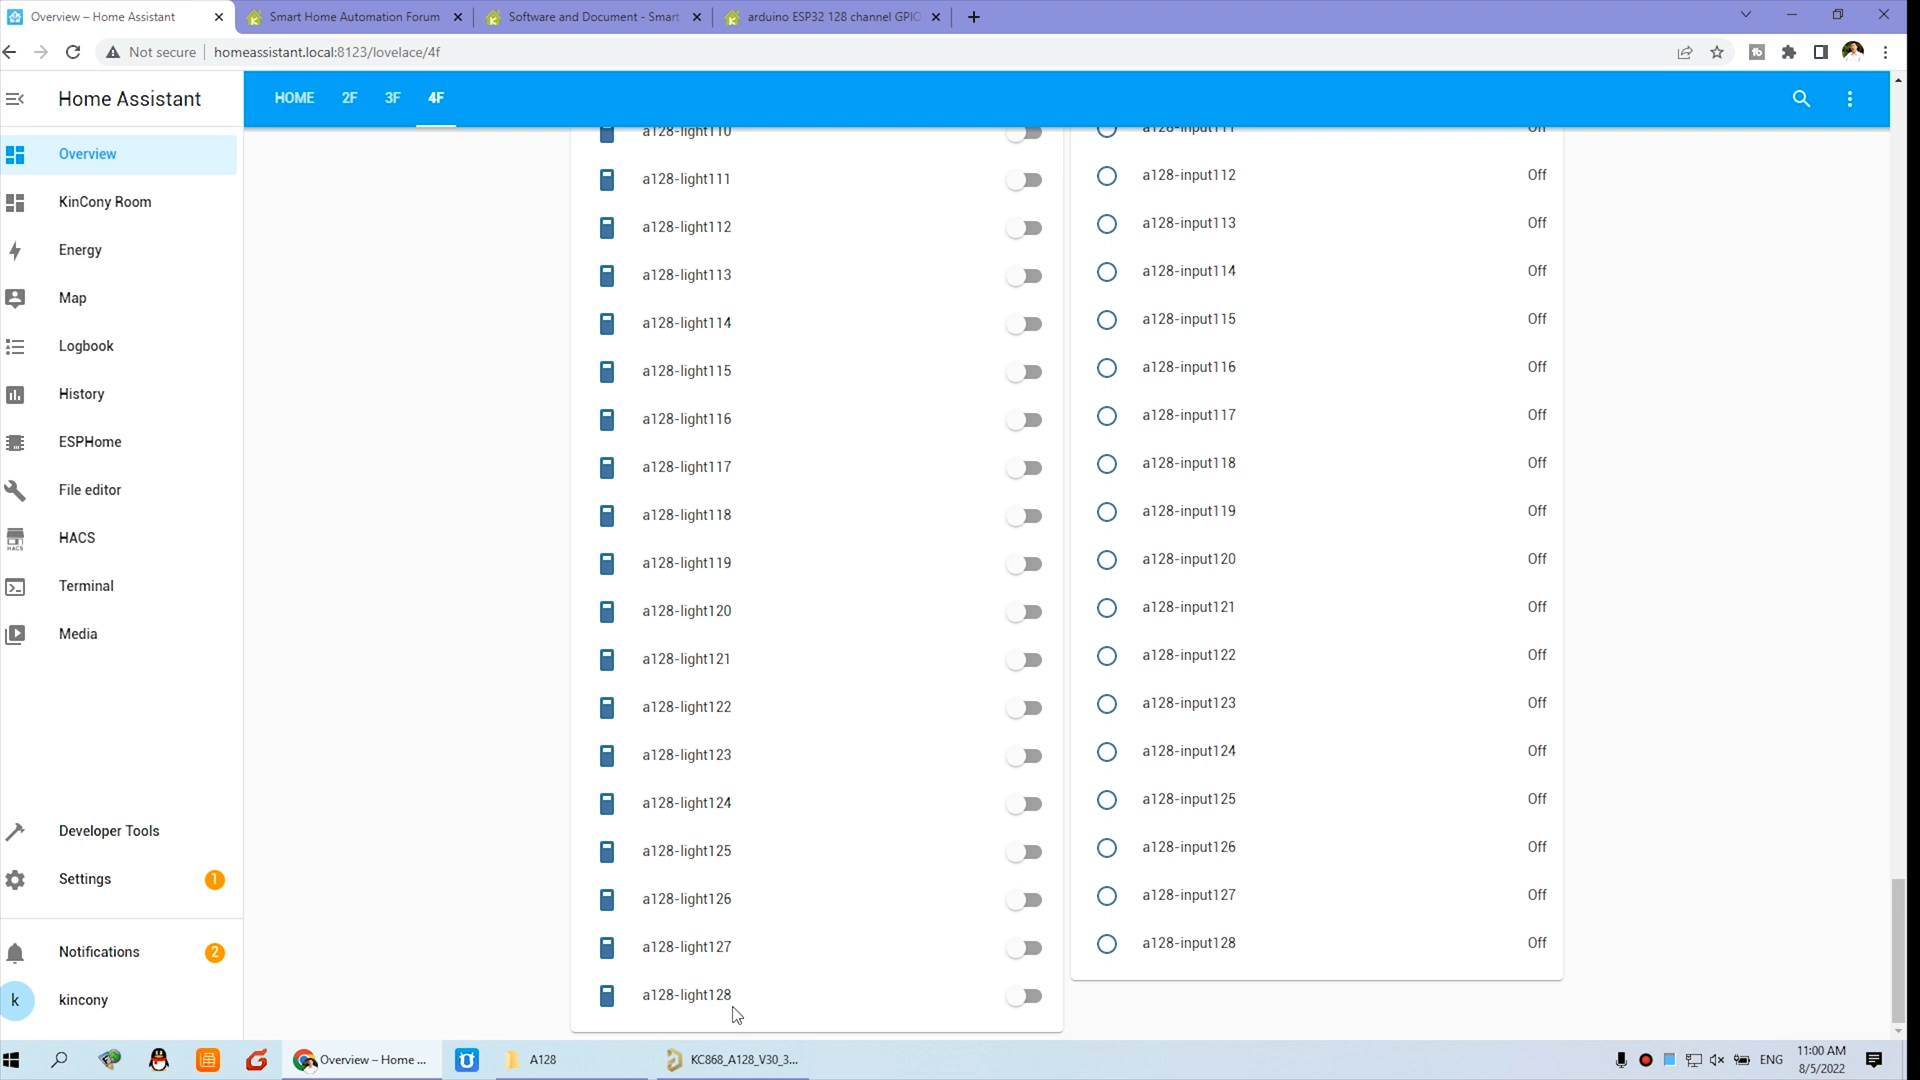 Overview – Home Assistant
Smart Home Automation Forum
Software and Document - Smart
arduino ESP32 128 channel GPIO
Not secure
homeassistant.local:8123/lovelace/4f
Home Assistant
HOME
2F
3F
4F
Overview
KinCony Room
Energy
Map
Logbook
History
ESPHome
File editor
HACS
HACS
Terminal
Media
Developer Tools
Settings
1
Notifications
2
k
kincony
a128-light110
a128-light111
a128-light112
a128-light113
a128-light114
a128-light115
a128-light116
a128-light117
a128-light118
a128-light119
a128-light120
a128-light121
a128-light122
a128-light123
a128-light124
a128-light125
a128-light126
a128-light127
a128-light128
a128-input111 Off
a128-input112 Off
a128-input113 Off
a128-input114 Off
a128-input115 Off
a128-input116 Off
a128-input117 Off
a128-input118 Off
a128-input119 Off
a128-input120 Off
a128-input121 Off
a128-input122 Off
a128-input123 Off
a128-input124 Off
a128-input125 Off
a128-input126 Off
a128-input127 Off
a128-input128 Off
Overview – Home ...
A128
KC868_A128_V30_3...
ENG
11:00 AM
8/5/2022